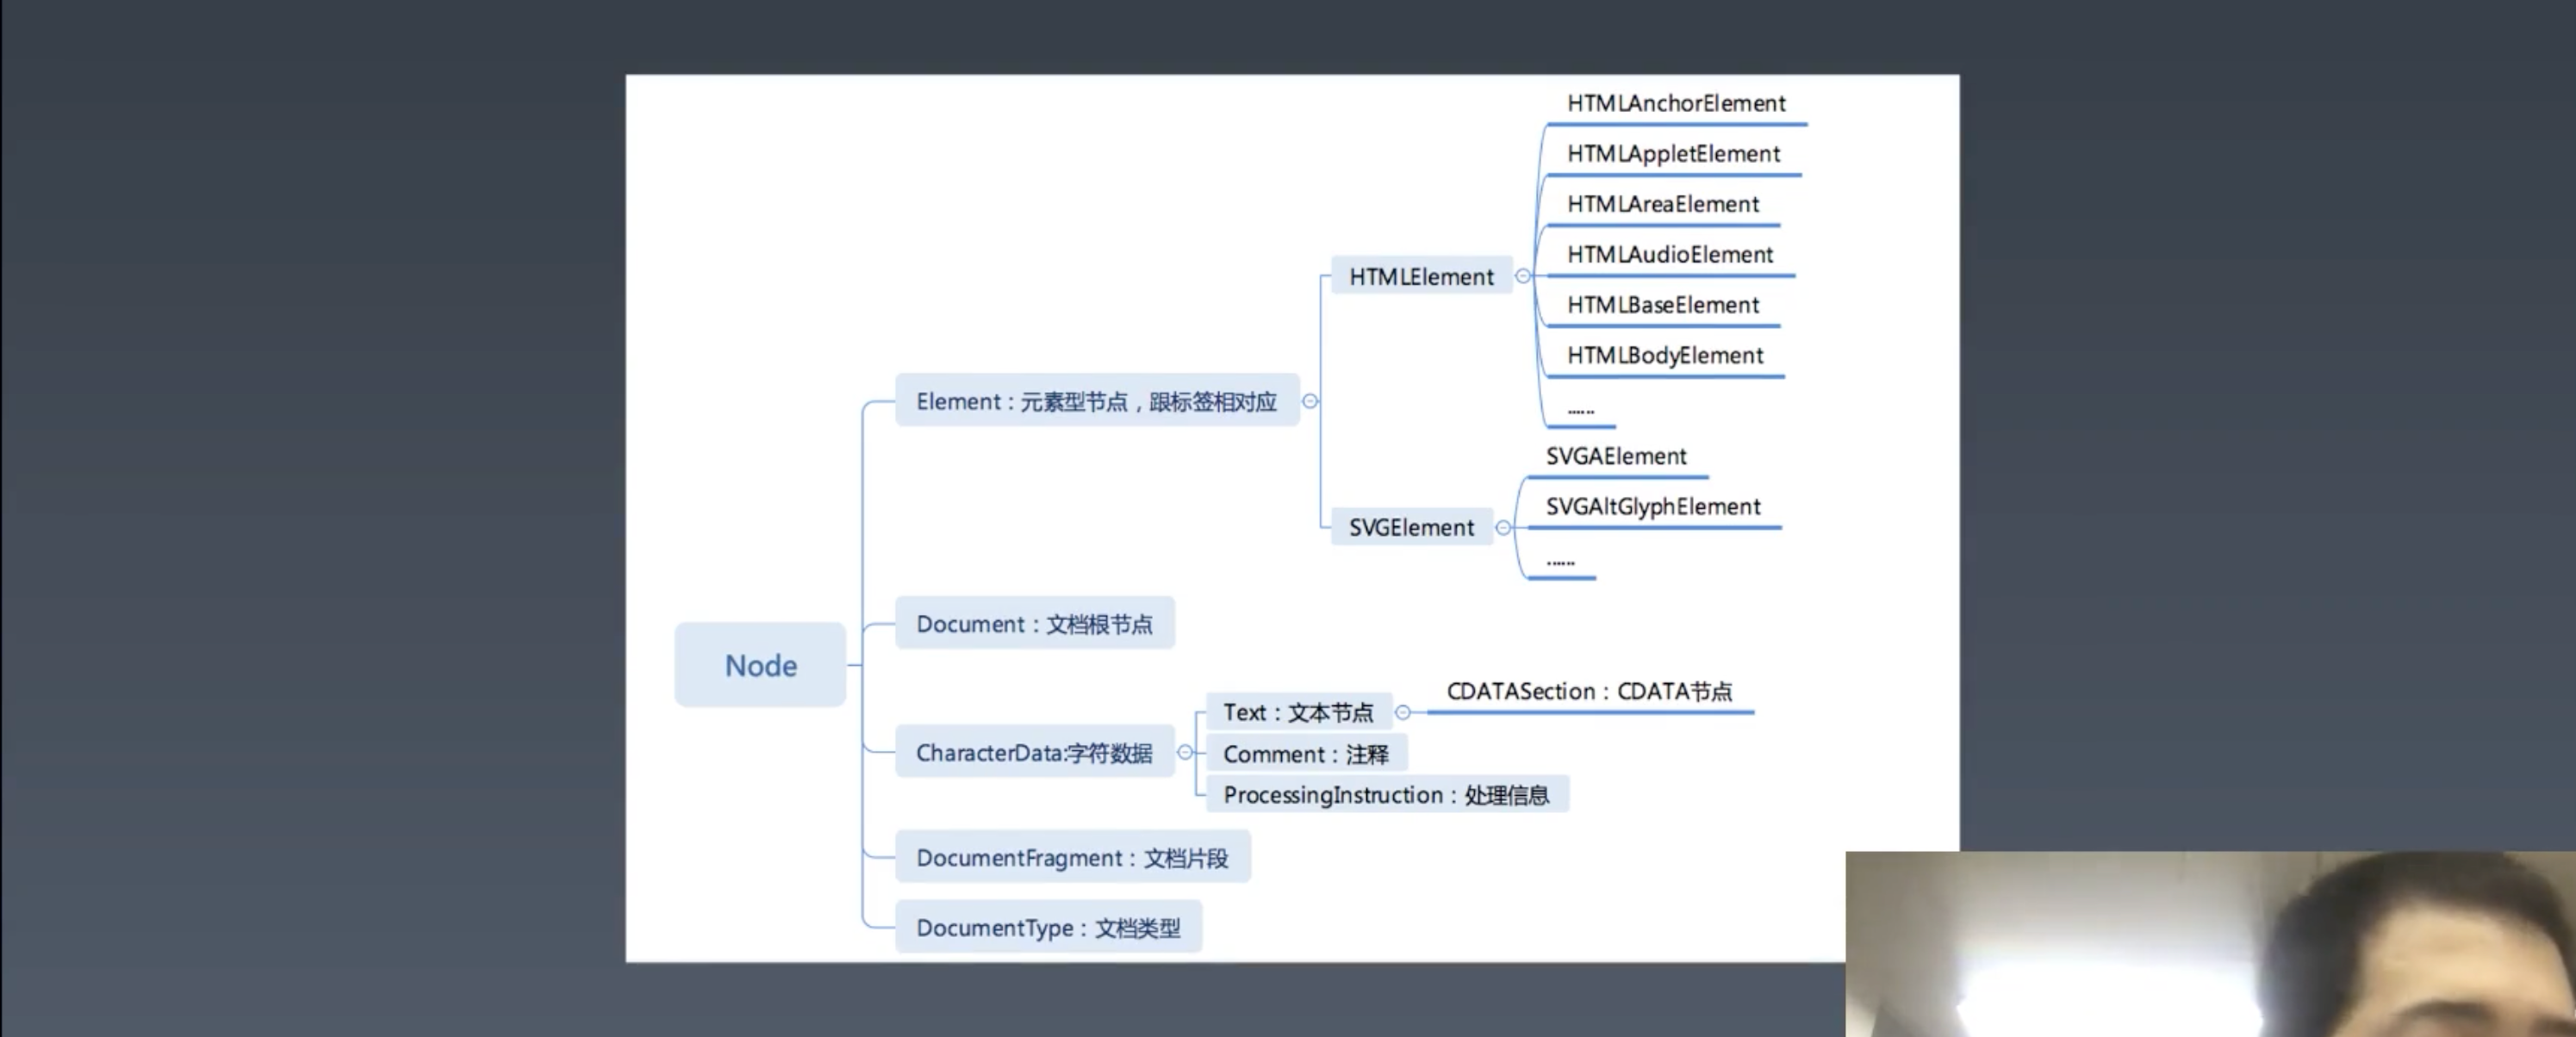 HTMLAnchorElement
HTMLAppletElement
HTMLAreaElement
HTMLAudioElement
HTMLElement
HTMLBaseElement
HTMLBodyElement
......
Element：元素型节点，跟标签相对应
SVGAElement
SVGAltGlyphElement
SVGElement
......
Document：文档根节点
Node
CDATASection：CDATA节点
Text：文本节点
CharacterData:字符数据
Comment：注释
ProcessingInstruction：处理信息
DocumentFragment：文档片段
DocumentType：文档类型